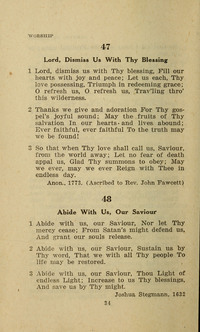 WORSHIP
47
Lord, Dismiss Us With Thy Blessing
1 Lord, dismiss us with Thy blessing, Fill our
hearts with joy and peace; Let us each, Thy
love possessing, Triumph in redeeming grace;
O refresh us, O refresh us, Trav'ling thro'
this wilderness.
2 Thanks we give and adoration For Thy gos-
pel's joyful sound; May the fruits of Thy
salvation In our hearts and lives abound;
Ever faithful, ever faithful To the truth may
we be found!
3 So that when Thy love shall call us, Saviour,
from the world away; Let no fear of death
appal us, Glad Thy summons to obey; May
we ever, may we ever Reign with Thee in
endless day.
Anon., 1773. (Ascribed to Rev. John Fawcett)
48
Abide With Us, Our Saviour
1 Abide with us, our Saviour, Nor let Thy
mercy cease; From Satan's might defend us,
And grant our souls release.
2 Abide with us, our Saviour, Sustain us by
Thy word, That we with all Thy people To
life may be restored.
3 Abide with us, our Saviour, Thou Light of
endless Light; Increase to us Thy blessings,
And save us by Thy might.
Joshua Stegmann, 1632
24